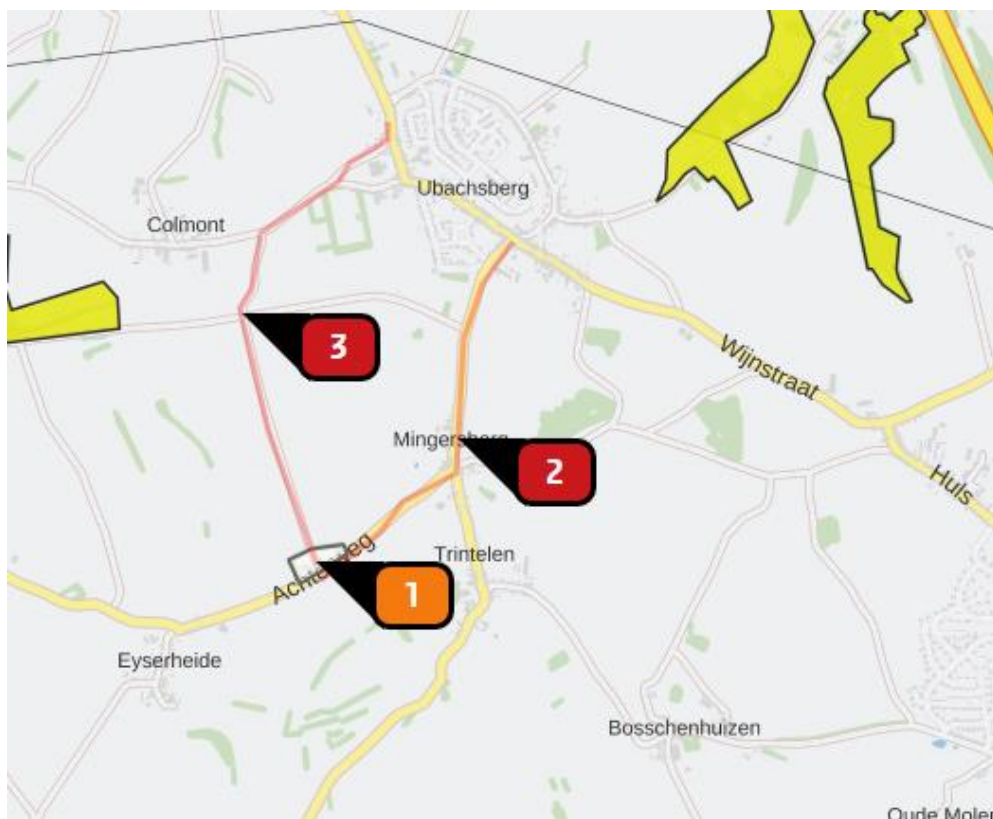 Ubachsberg
Colmont
3
Wijnstraat
Mingersberg
2
Huls
Trintelen
Achterweg
1
Eyserheide
Bosschenhuizen
Oude Molen